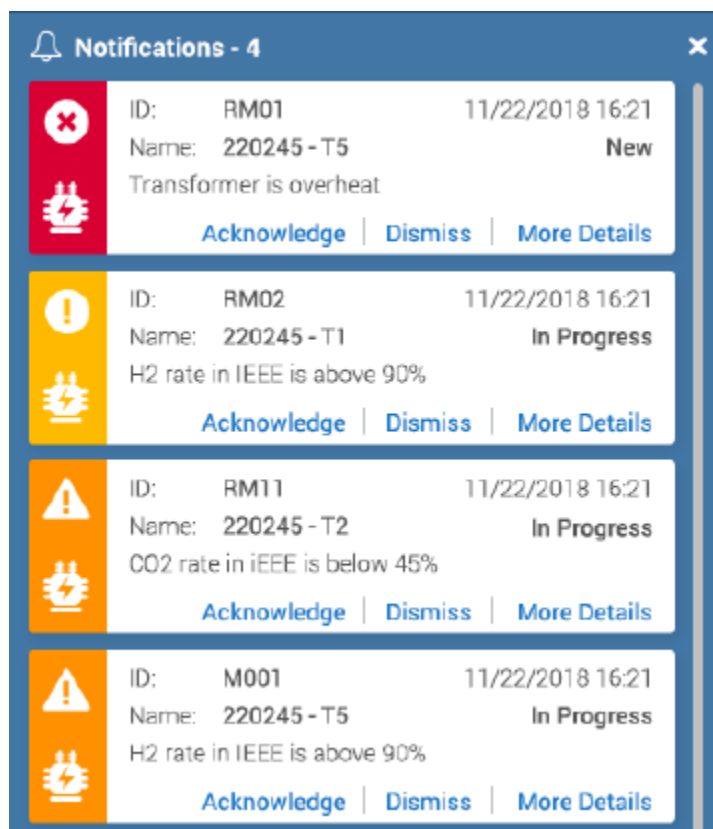 Notifications - 4
ID: RM01 11/22/2018 16:21
Name: 220245 - T5 New
Transformer is overheat
Acknowledge | Dismiss | More Details
ID: RM02 11/22/2018 16:21
Name: 220245 - T1 In Progress
H2 rate in IEEE is above 90%
Acknowledge | Dismiss | More Details
ID: RM11 11/22/2018 16:21
Name: 220245 - T2 In Progress
CO2 rate in iEEE is below 45%
Acknowledge | Dismiss | More Details
ID: M001 11/22/2018 16:21
Name: 220245 - T5 In Progress
H2 rate in IEEE is above 90%
Acknowledge | Dismiss | More Details